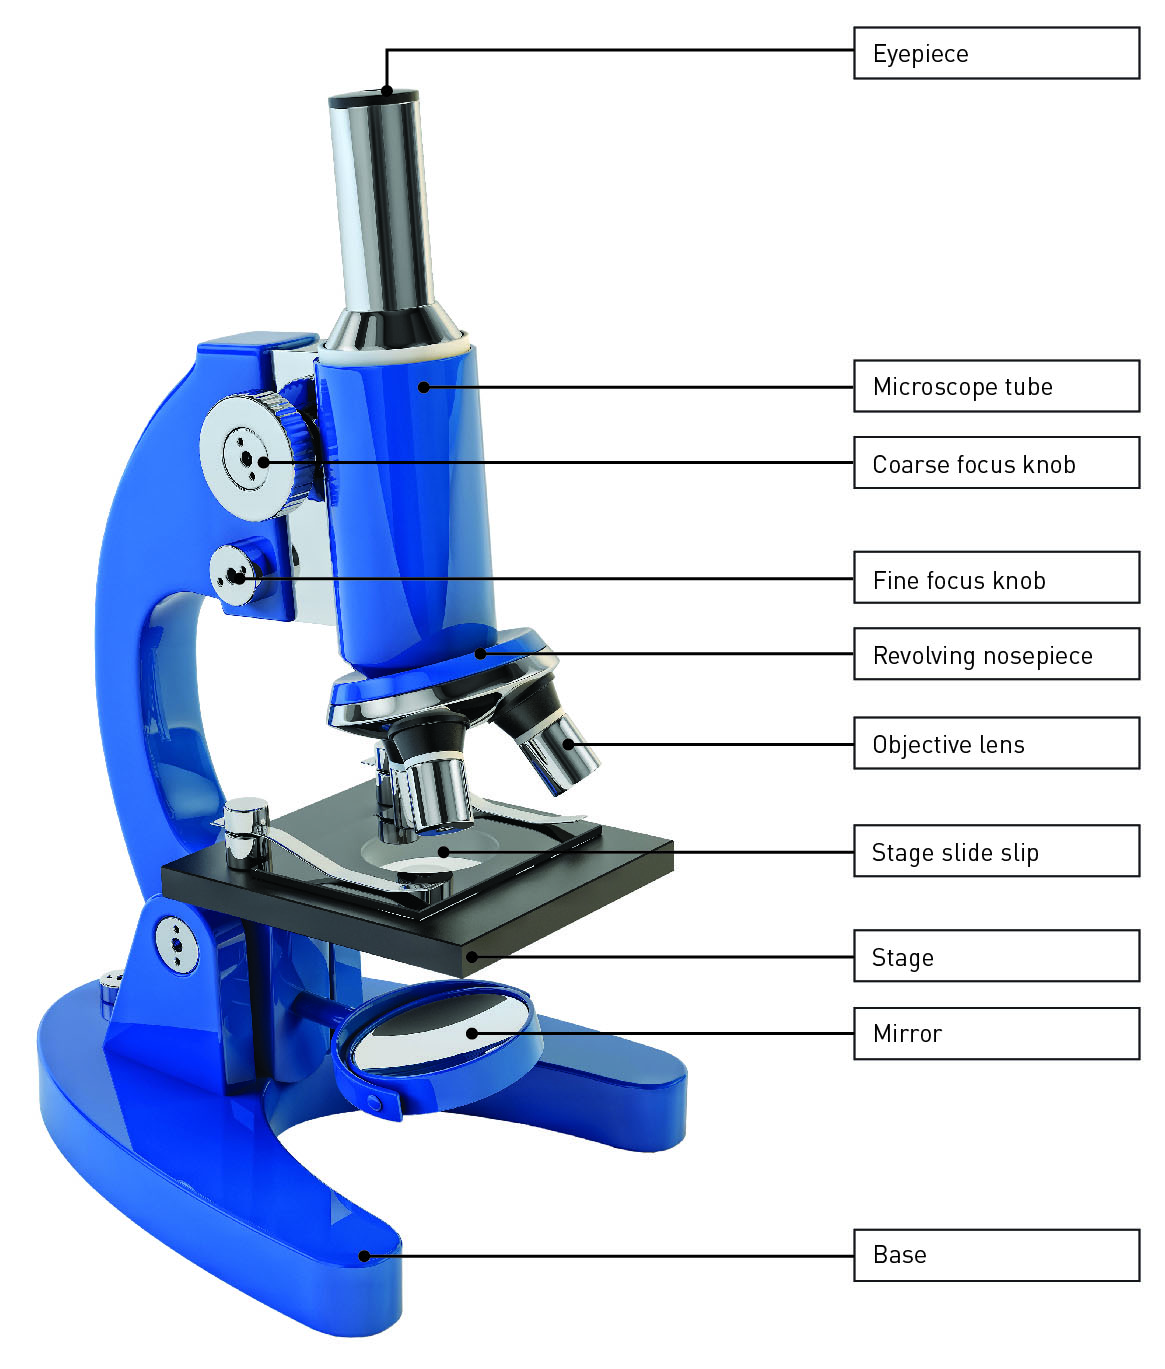 Eyepiece
Microscope tube
Coarse focus knob
Fine focus knob
Revolving nosepiece
Objective lens
Stage slide slip
Stage
Mirror
Base